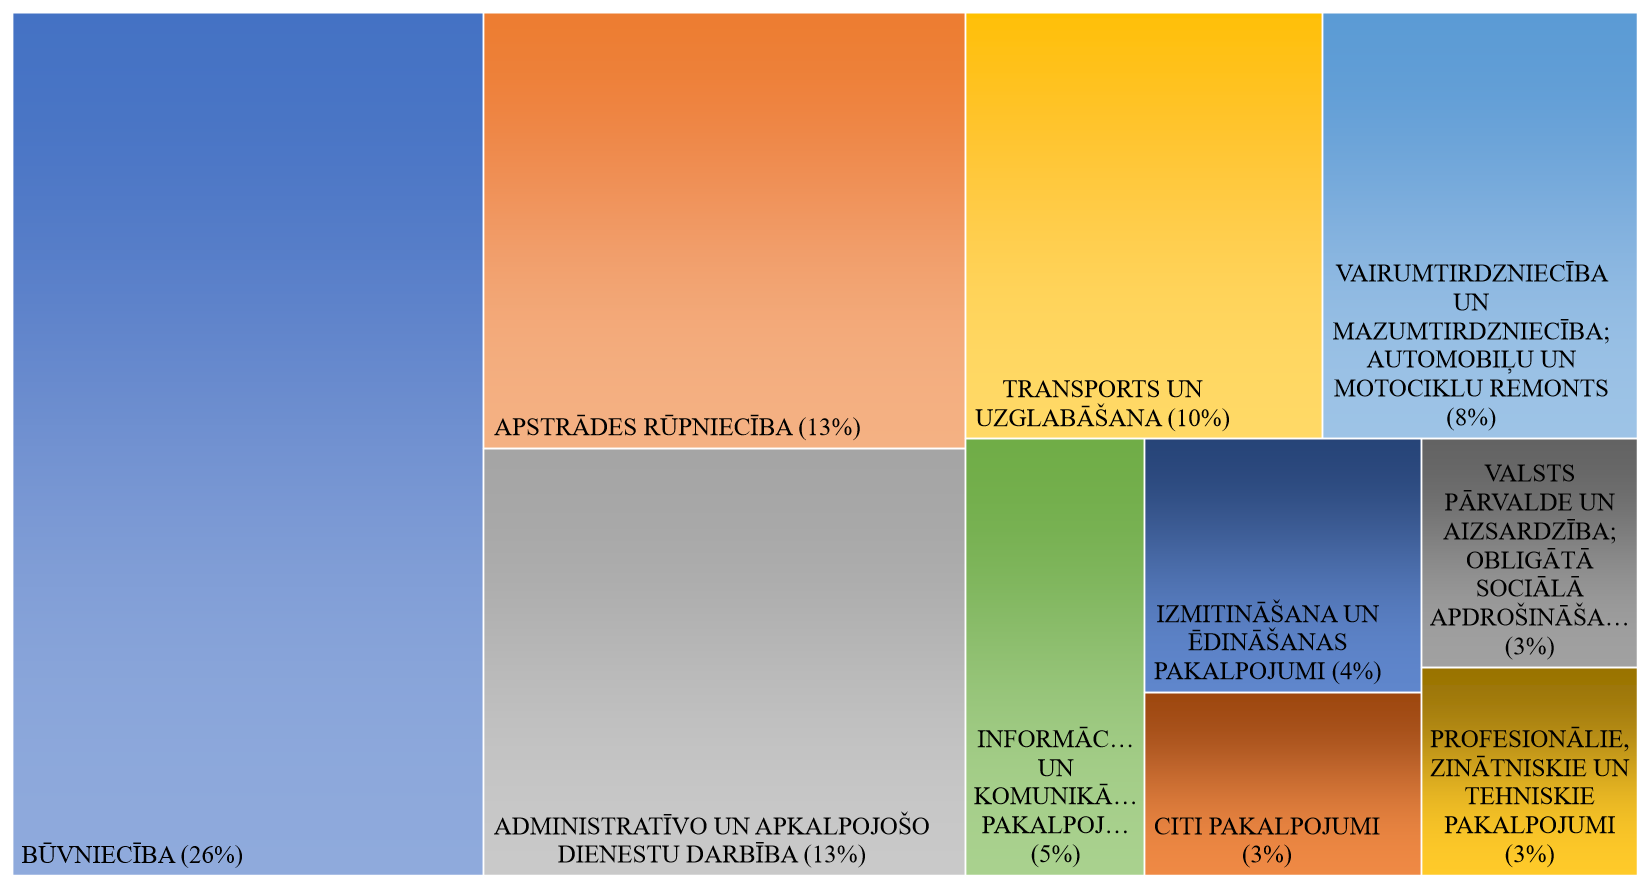 BŪVNIECĪBA (26%)
APSTRĀDES RŪPNIECĪBA (13%)
ADMINISTRATĪVO UN APKALPOJOŠO
DIENESTU DARBĪBA (13%)
TRANSPORTS UN
UZGLABĀŠANA (10%)
VAIRUMTIRDZNIECĪBA
UN
MAZUMTIRDZNIECĪBA;
AUTOMOBIĻU UN
MOTOCIKLU REMONTS
(8%)
INFORMĀC…
UN
KOMUNIKĀ…
PAKALPOJ…
(5%)
IZMITINĀŠANA UN
ĒDINĀŠANAS
PAKALPOJUMI (4%)
CITI PAKALPOJUMI
(3%)
VALSTS
PĀRVALDE UN
AIZSARDZĪBA;
OBLIGĀTĀ
SOCIĀLĀ
APDROŠINĀŠA…
(3%)
PROFESIONĀLIE,
ZINĀTNISKIE UN
TEHNISKIE
PAKALPOJUMI
(3%)